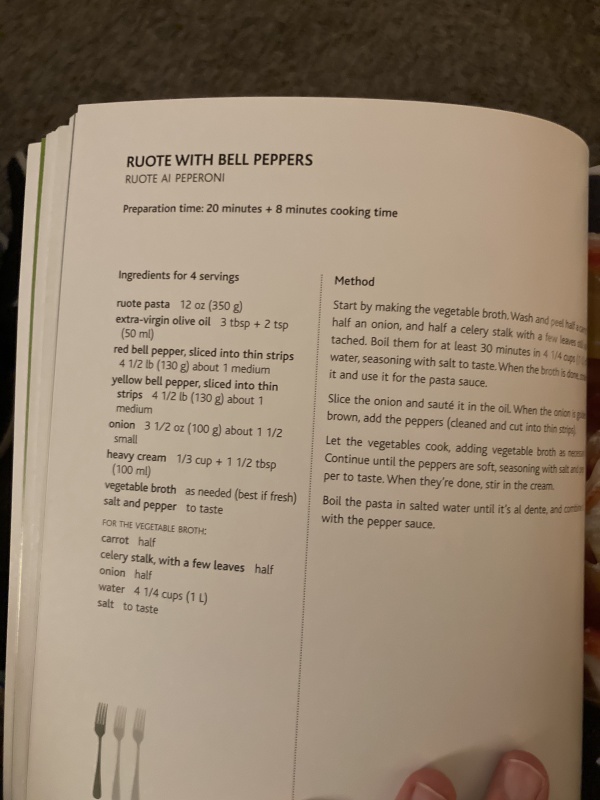 RUOTE WITH BELL PEPPERS
RUOTE AI PEPERONI
Preparation time: 20 minutes + 8 minutes cooking time
Ingredients for 4 servings
ruote pasta 12 oz (350 g)
extra-virgin olive oil 3 tbsp + 2 tsp
(50 ml)
red bell pepper, sliced into thin strips
4 1/2 lb (130 g) about 1 medium
yellow bell pepper, sliced into thin
strips 4 1/2 lb (130 g) about 1
medium
onion 3 1/2 oz (100 g) about 1 1/2
small
heavy cream 1/3 cup + 1 1/2 tbsp
(100 ml)
vegetable broth as needed (best if fresh)
salt and pepper to taste
FOR THE VEGETABLE BROTH:
carrot half
celery stalk, with a few leaves half
onion half
water 4 1/4 cups (1 L)
salt to taste
Method
Start by making the vegetable broth. Wash and peel half a
half an onion, and half a celery stalk with a few leaves
tached. Boil them for at least 30 minutes in 4 1/4 cups
water, seasoning with salt to taste. When the broth is done,
it and use it for the pasta sauce.
Slice the onion and sauté it in the oil. When the onion is
brown, add the peppers (cleaned and cut into thin strips).
Let the vegetables cook, adding vegetable broth as
Continue until the peppers are soft, seasoning with salt and
per to taste. When they're done, stir in the cream.
Boil the pasta in salted water until it's al dente, and
with the pepper sauce.